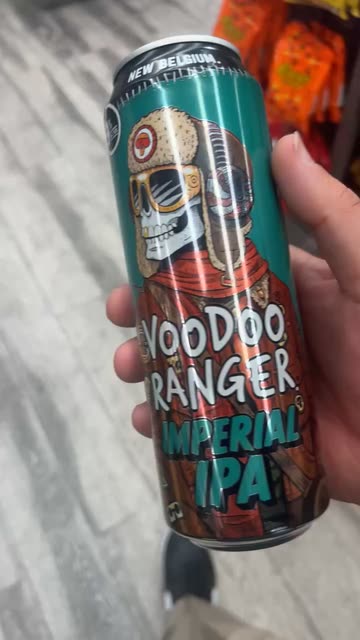 NEW BELGIUM
VOODOO
RANGER
IMPERIAL
IPA